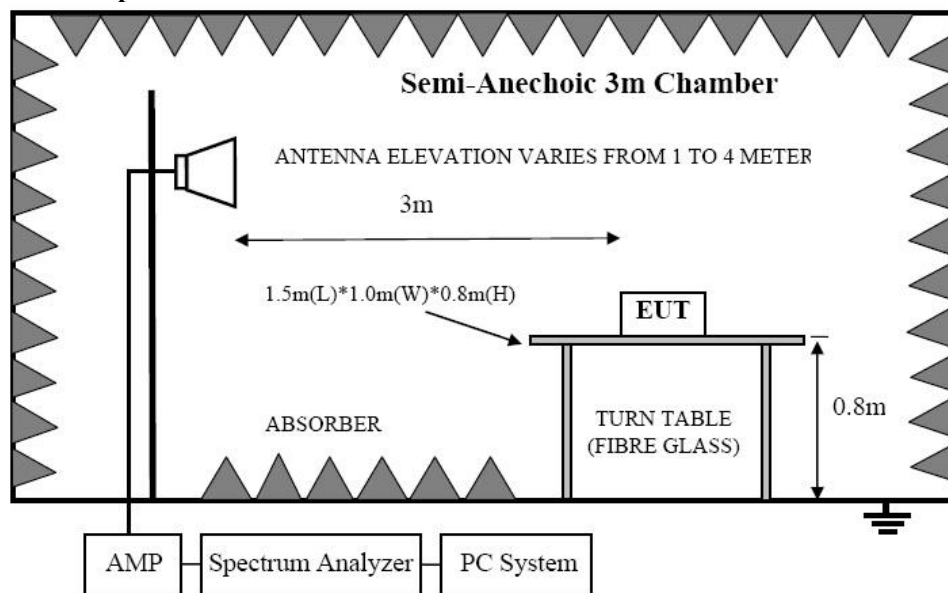 Semi-Anechoic 3m Chamber
ANTENNA ELEVATION VARIES FROM 1 TO 4 METER
3m
1.5m(L)*1.0m(W)*0.8m(H)
EUT
ABSORBER
TURN TABLE
(FIBRE GLASS)
0.8m
AMP
Spectrum Analyzer
PC System